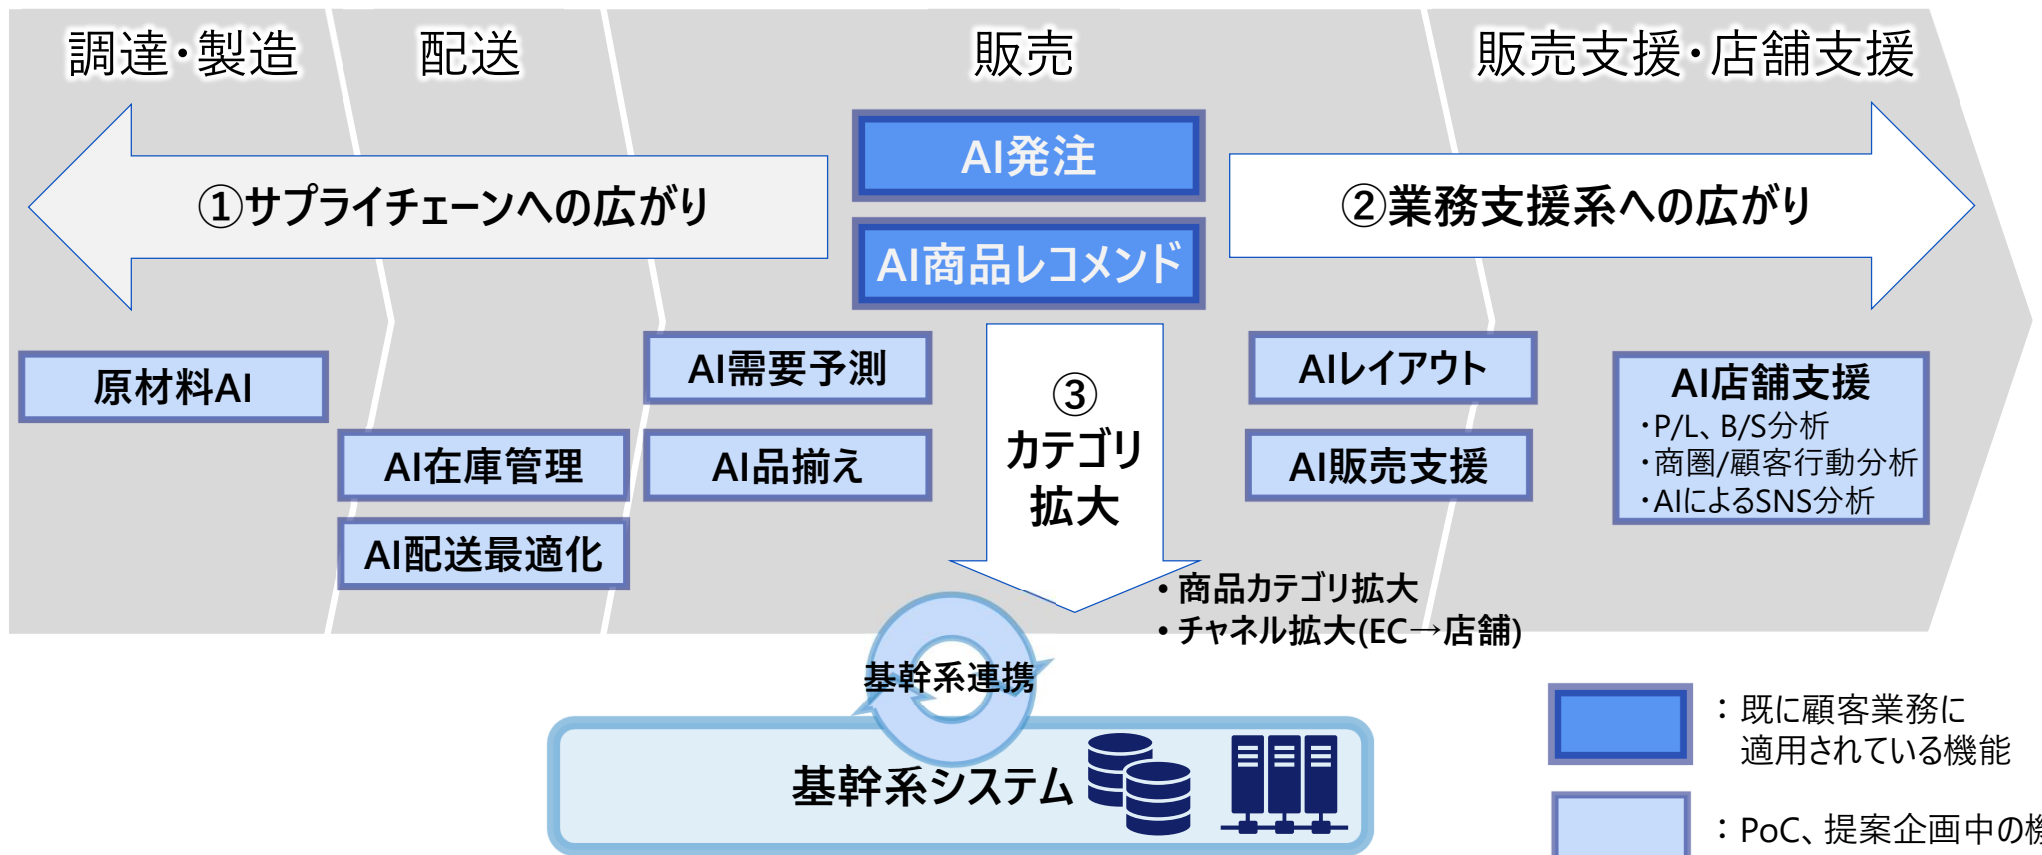 調達・製造
配送
販売
販売支援・店舗支援
AI発注
AI商品レコメンド
①サプライチェーンへの広がり
②業務支援系への広がり
原材料AI
AI在庫管理
AI配送最適化
AI需要予測
AI品揃え
③
カテゴリ
拡大
AIレイアウト
AI販売支援
AI店舗支援
・P/L、B/S分析
・商圏/顧客行動分析
・AIによるSNS分析
• 商品カテゴリ拡大
• チャネル拡大(EC→店舗)
基幹系連携
基幹系システム
：既に顧客業務に
適用されている機能
：PoC、提案企画中の